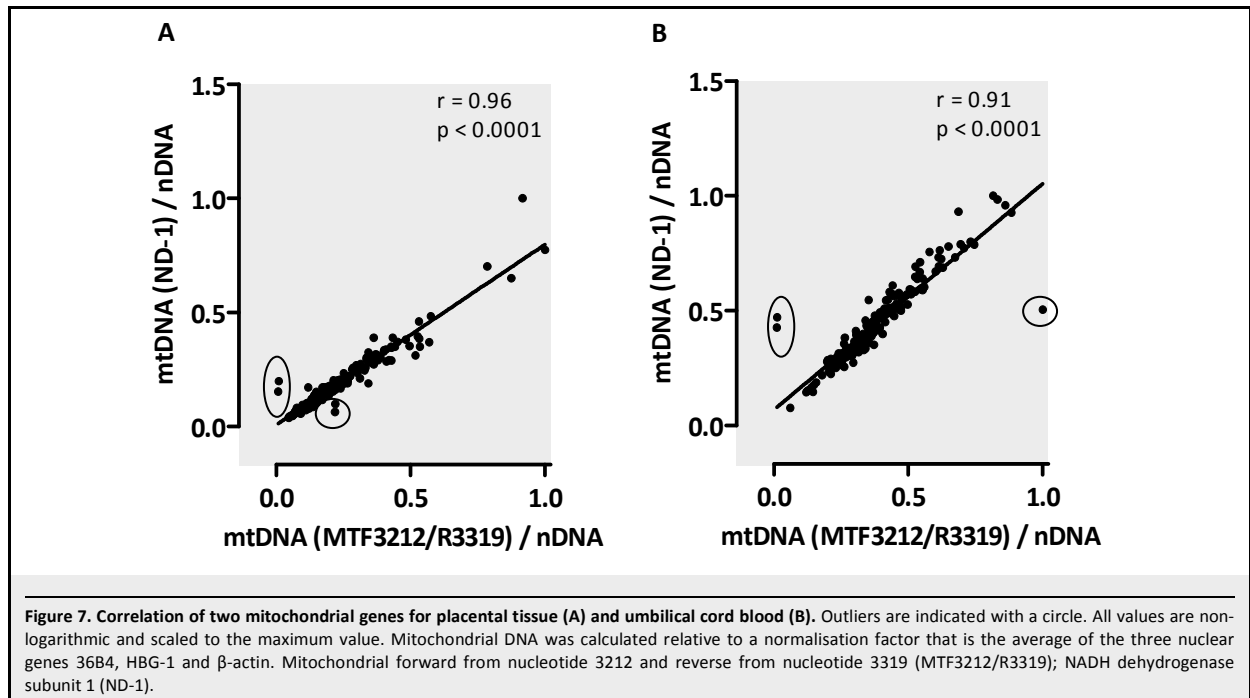 A
1.5
1.0
0.5
0.0
mtDNA (ND-1) / nDNA
r = 0.96
p < 0.0001
0.0 0.5 1.0
mtDNA (MTF3212/R3319) / nDNA
B
1.5
1.0
0.5
0.0
mtDNA (ND-1) / nDNA
r = 0.91
p < 0.0001
0.0 0.5 1.0
mtDNA (MTF3212/R3319) / nDNA
Figure 7. Correlation of two mitochondrial genes for placental tissue (A) and umbilical cord blood (B). Outliers are indicated with a circle. All values are non-
logarithmic and scaled to the maximum value. Mitochondrial DNA was calculated relative to a normalisation factor that is the average of the three nuclear
genes 36B4, HBG-1 and β-actin. Mitochondrial forward from nucleotide 3212 and reverse from nucleotide 3319 (MTF3212/R3319); NADH dehydrogenase
subunit 1 (ND-1).